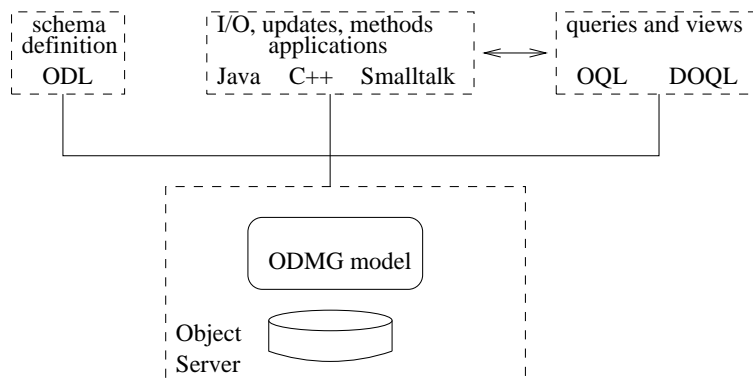 schema
definition
ODL
I/O, updates, methods
applications
Java C++ Smalltalk
queries and views
OQL DOQL
ODMG model
Object
Server